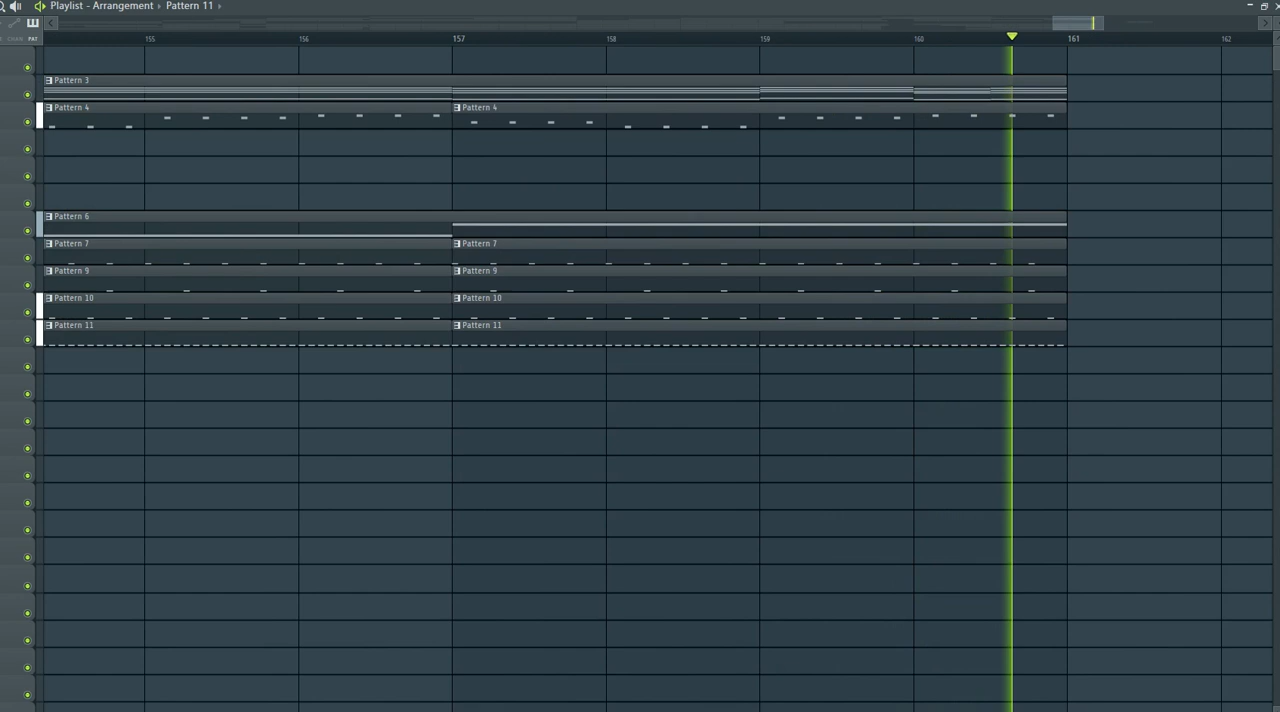 Playlist - Arrangement › Pattern 11 ›
CHAN PAT
155 156 157 158 159 160 161 162
Pattern 3
Pattern 4 Pattern 4
Pattern 6
Pattern 7 Pattern 7
Pattern 9 Pattern 9
Pattern 10 Pattern 10
Pattern 11 Pattern 11